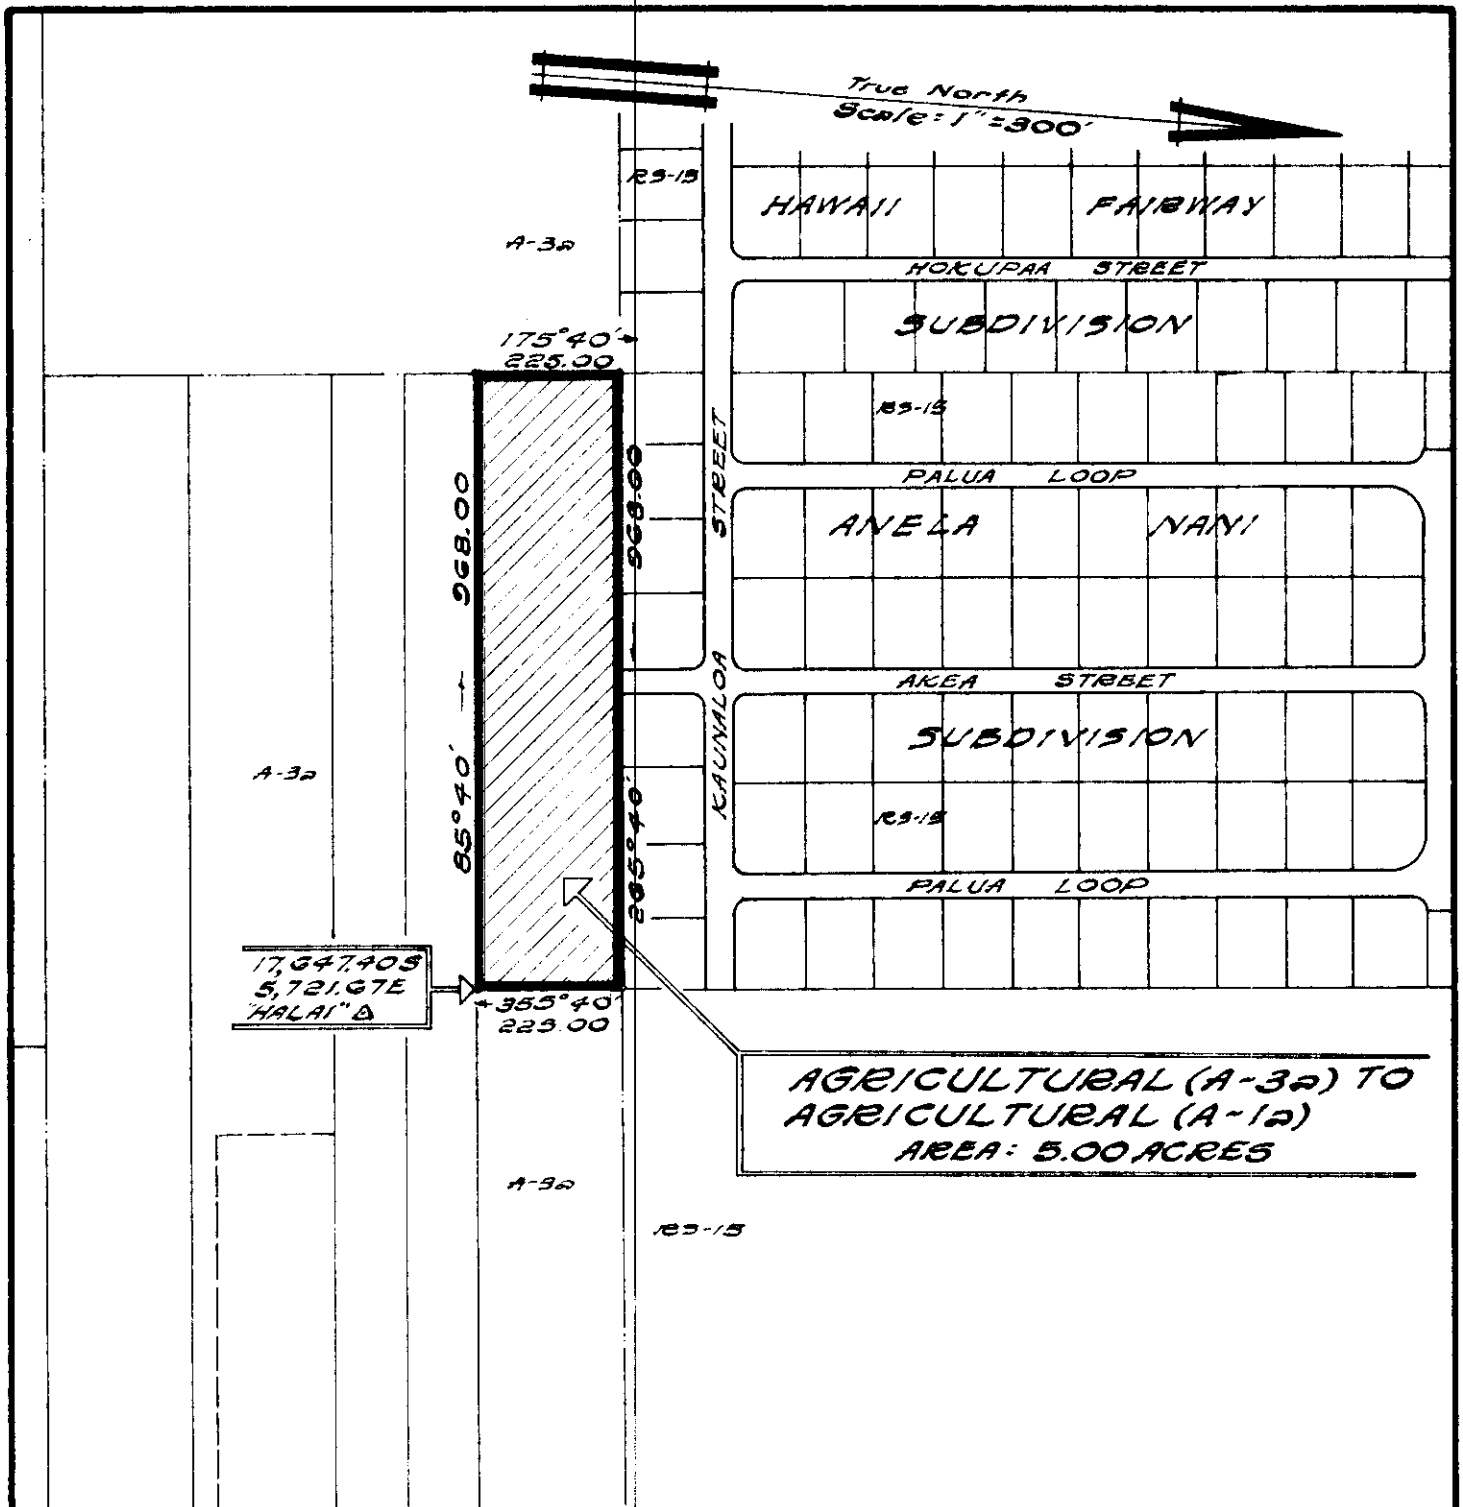 True North
Scale: 1" = 300'
RS-15
HAWAII FAIRWAY
A-3a
HOKUPAA STREET
SUBDIVISION
175°40'
225.00
RS-15
PALUA LOOP
968.00
968.00
STREET
ANELA NANI
AKEA STREET
KAUNALOA
SUBDIVISION
A-3a
85°40'
265°40'
RS-15
PALUA LOOP
17,647.40S
5,721.67E
"HALAI" Δ
355°40'
225.00
AGRICULTURAL (A-3a) TO
AGRICULTURAL (A-1a)
AREA: 5.00 ACRES
A-3a
RS-15